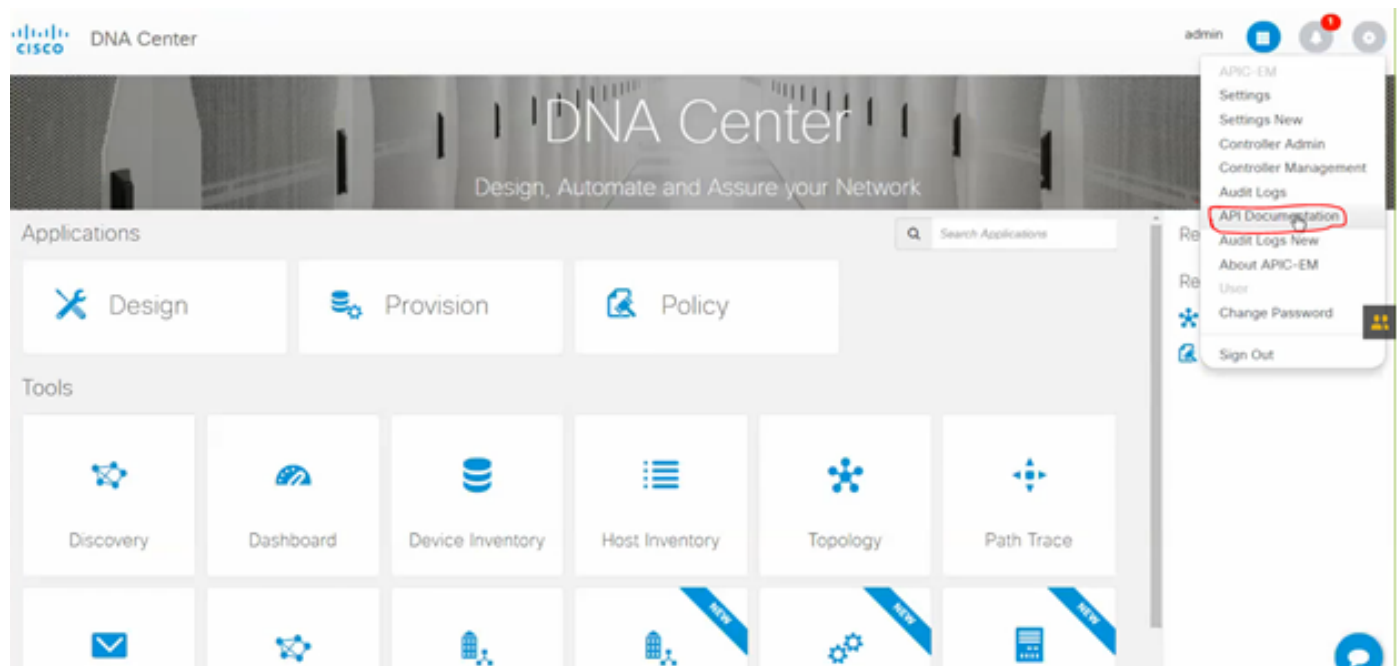 CISCO
DNA Center
admin
DNA Center
Design, Automate and Assure your Network
APIC-EM
Settings
Settings New
Controller Admin
Controller Management
Audit Logs
API Documentation
Audit Logs New
About APIC-EM
User
Change Password
Sign Out
Applications
Search Applications
Re
Re
Design
Provision
Policy
Tools
Discovery
Dashboard
Device Inventory
Host Inventory
Topology
Path Trace
NEW
NEW
NEW